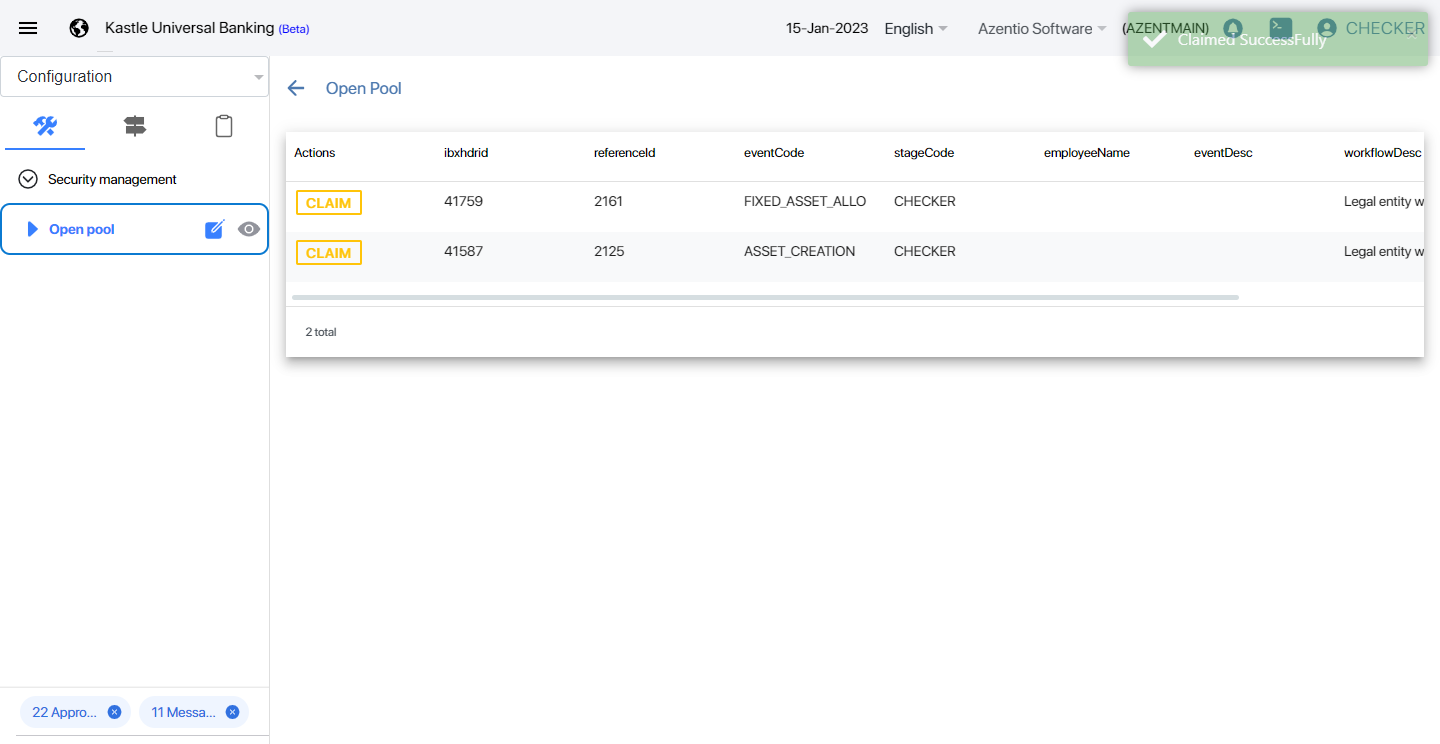 Kastle Universal Banking (Beta)
15-Jan-2023
English
Azentio Software
(AZENTMAIN)
CHECKER
Claimed SuccessFully
Configuration
Open Pool
Security management
Open pool
Actions ibxhdrid referenceId eventCode stageCode employeeName eventDesc workflowDesc
CLAIM 41759 2161 FIXED_ASSET_ALLO CHECKER Legal entity w
CLAIM 41587 2125 ASSET_CREATION CHECKER Legal entity w
2 total
22 Appro...
11 Messa...